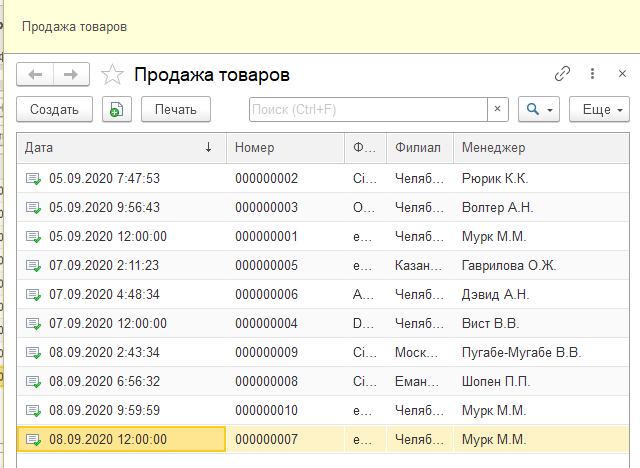 Продажа товаров
Продажа товаров
Создать Печать Поиск (Ctrl+F) × Еще
Дата ↓ Номер Ф... Филиал Менеджер
05.09.2020 7:47:53 000000002 Ci... Челяб... Рюрик К.К.
05.09.2020 9:56:43 000000003 О... Челяб... Волтер А.Н.
05.09.2020 12:00:00 000000001 е... Челяб... Мурк М.М.
07.09.2020 2:11:23 000000005 е... Казан... Гаврилова О.Ж.
07.09.2020 4:48:34 000000006 А... Челяб... Дэвид А.Н.
07.09.2020 12:00:00 000000004 D... Челяб... Вист В.В.
08.09.2020 2:43:34 000000009 Ci... Моск... Пугабе-Мугабе В.В.
08.09.2020 6:56:32 000000008 Ci... Еман... Шопен П.П.
08.09.2020 9:59:59 000000010 е... Челяб... Мурк М.М.
08.09.2020 12:00:00 000000007 е... Челяб... Мурк М.М.